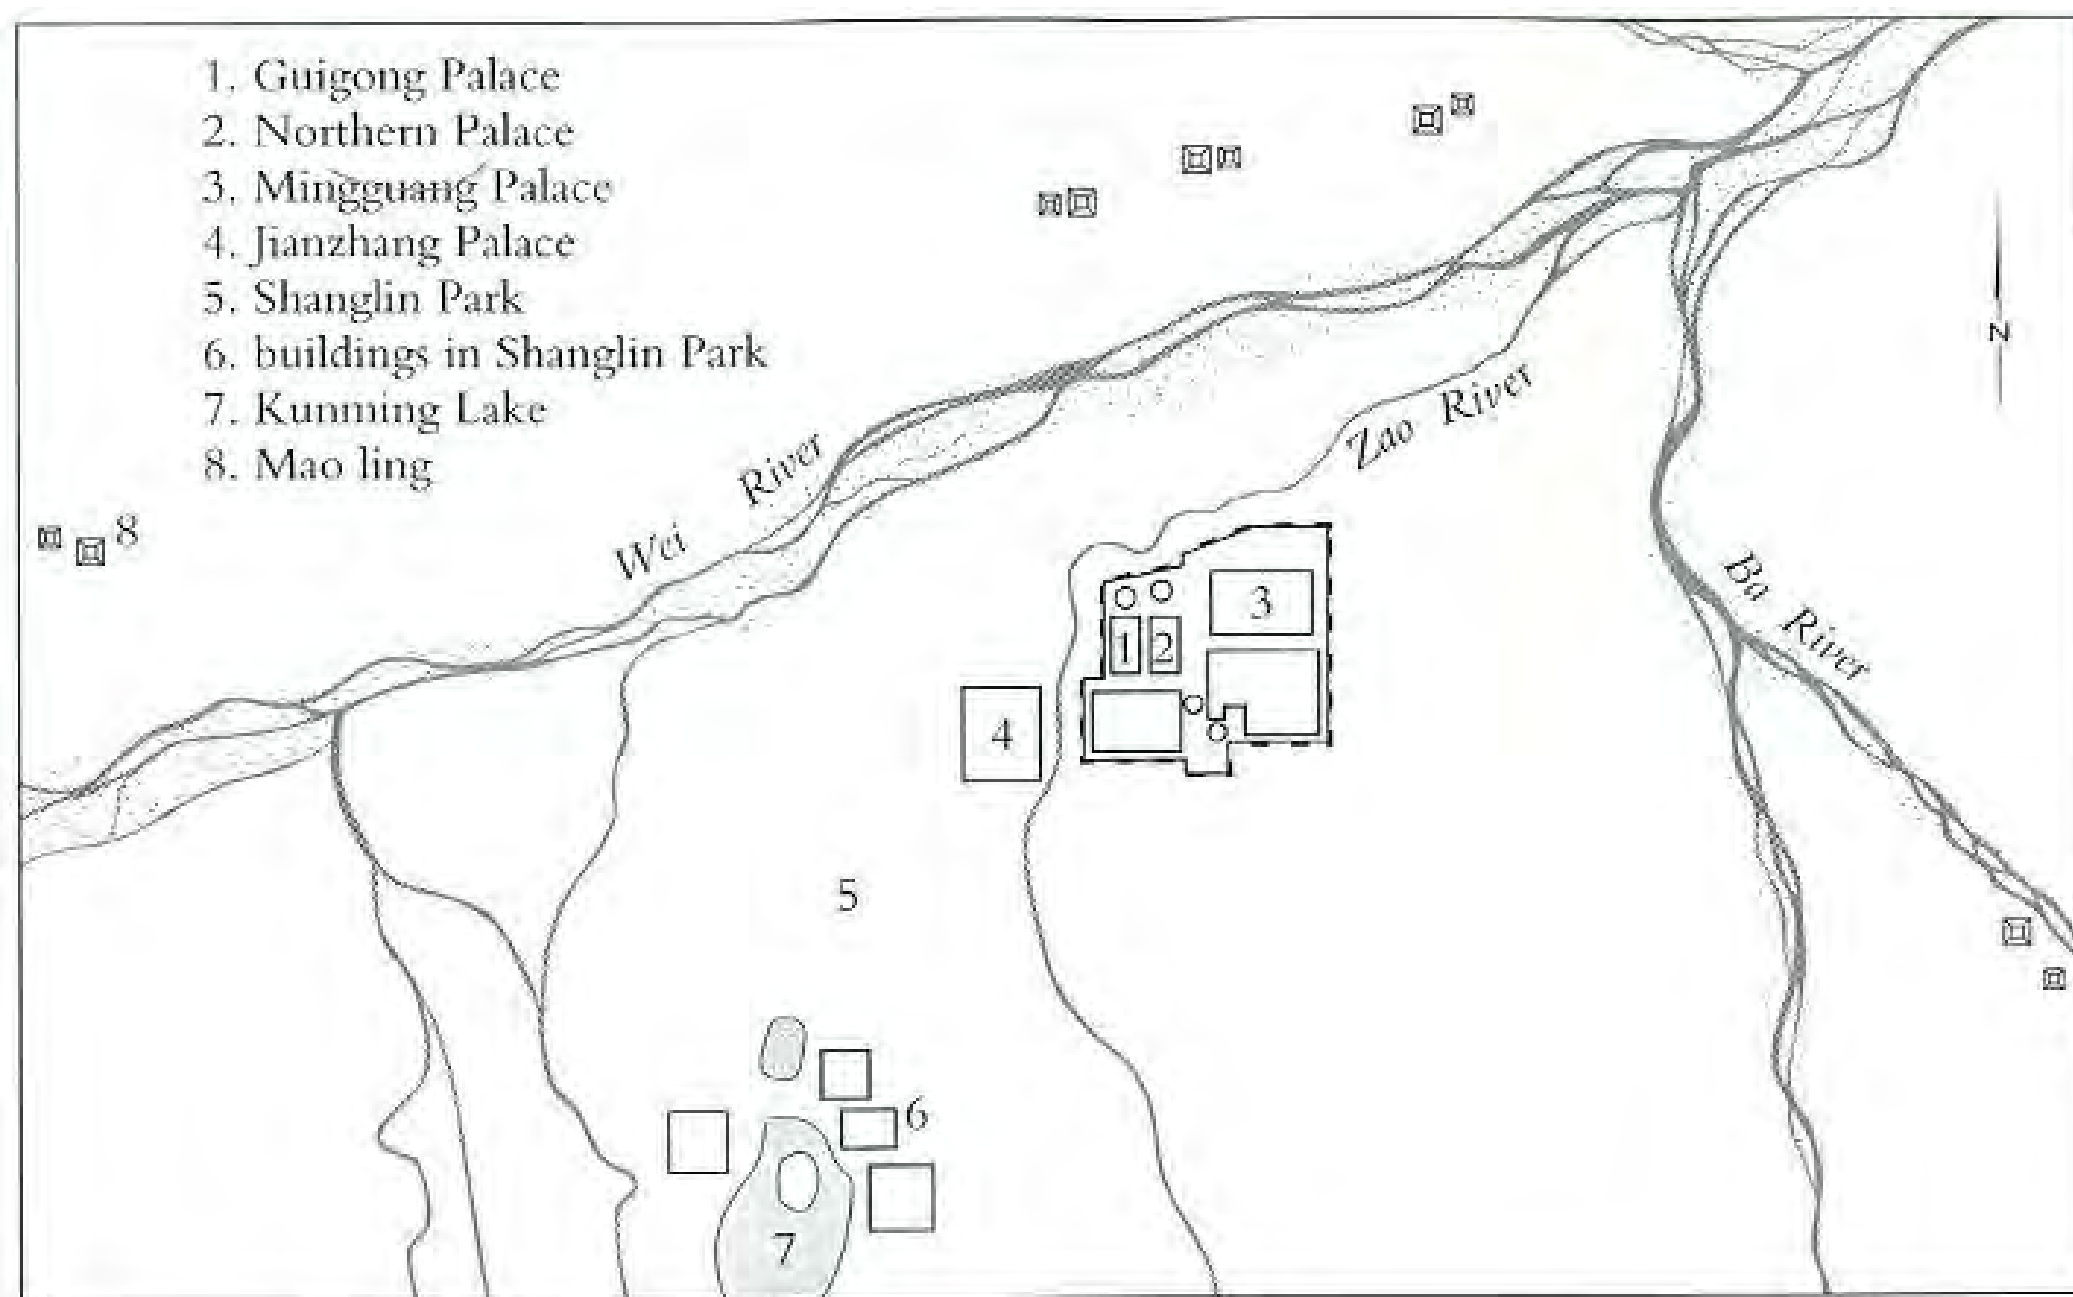 1. Guigong Palace
2. Northern Palace
3. Mingguang Palace
4. Jianzhang Palace
5. Shanglin Park
6. buildings in Shanglin Park
7. Kunming Lake
8. Mao ling
N
Zao River
Wei River
8
Ba River
3
1
2
4
5
6
7